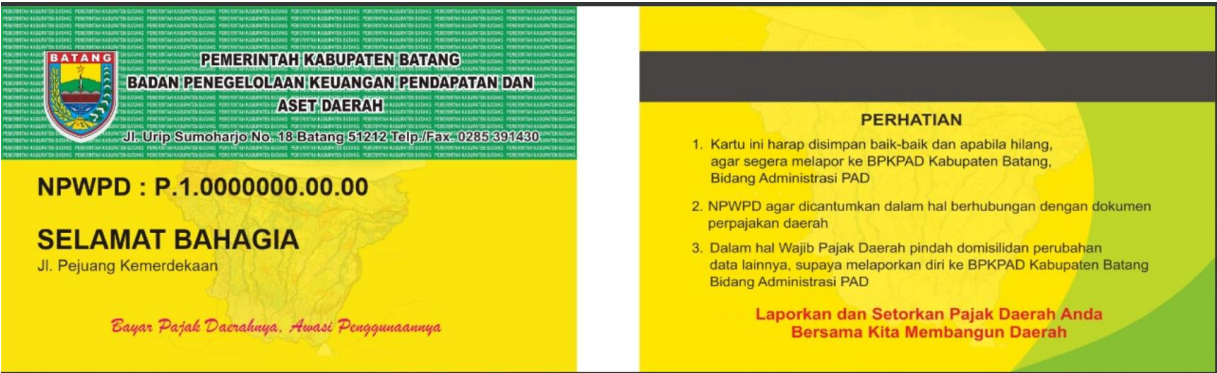 BATANG
PEMERINTAH KABUPATEN BATANG
BADAN PENEGELOLAAN KEUANGAN PENDAPATAN DAN
ASET DAERAH
Jl. Urip Sumoharjo No. 18 Batang 51212 Telp./Fax. 0285 391430
NPWPD : P.1.0000000.00.00
SELAMAT BAHAGIA
Jl. Pejuang Kemerdekaan
Bayar Pajak Daerahnya, Awasi Penggunaannya
PERHATIAN
1. Kartu ini harap disimpan baik-baik dan apabila hilang,
agar segera melapor ke BPKPAD Kabupaten Batang,
Bidang Administrasi PAD
2. NPWPD agar dicantumkan dalam hal berhubungan dengan dokumen
perpajakan daerah
3. Dalam hal Wajib Pajak Daerah pindah domisilidan perubahan
data lainnya, supaya melaporkan diri ke BPKPAD Kabupaten Batang
Bidang Administrasi PAD
Laporkan dan Setorkan Pajak Daerah Anda
Bersama Kita Membangun Daerah